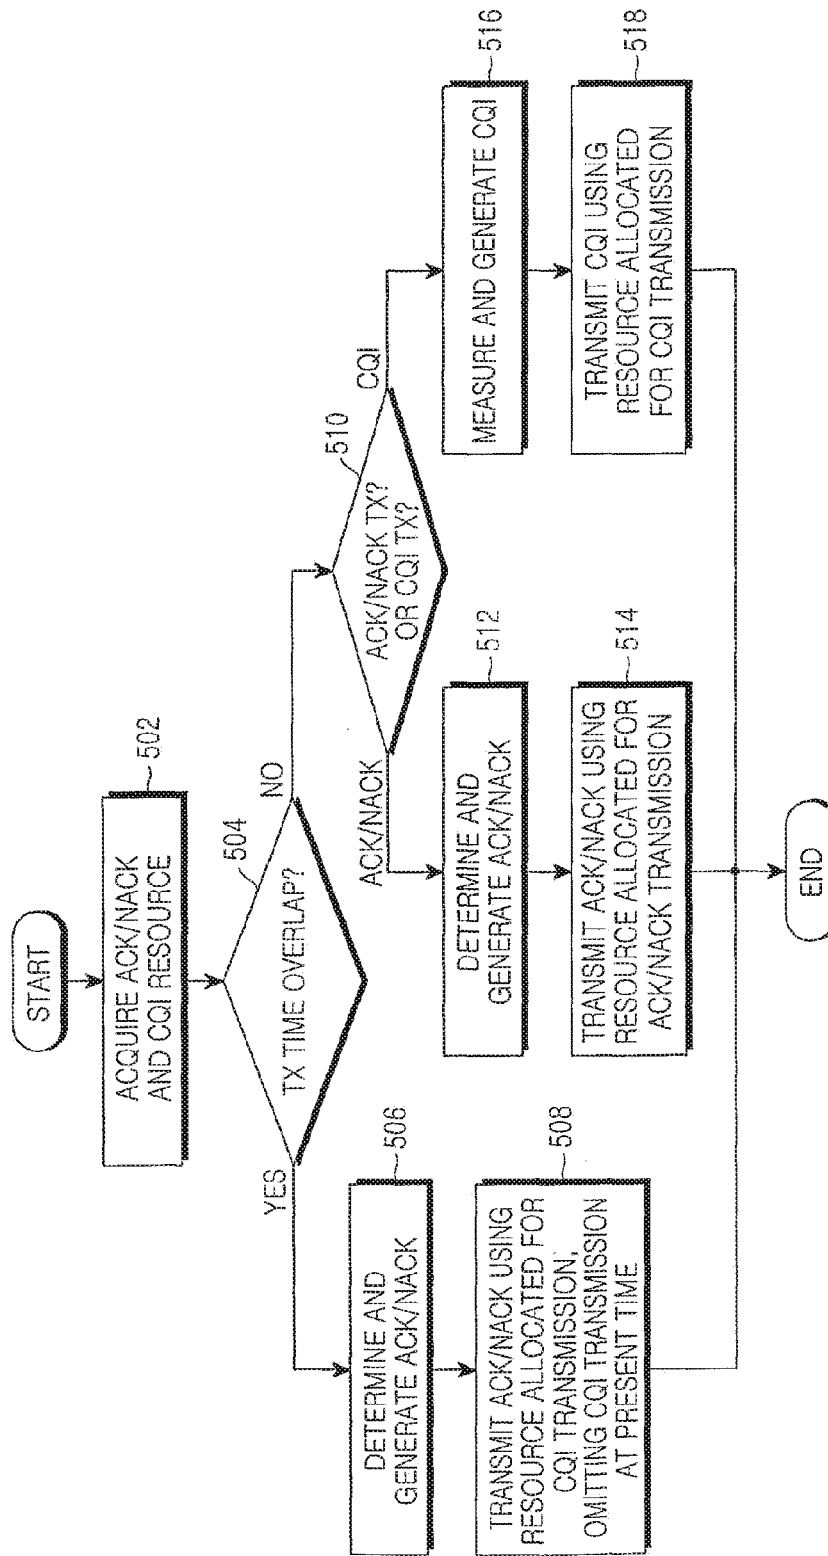 START
ACQUIRE ACK/NACK
AND CQI RESOURCE
502
TX TIME OVERLAP?
504
YES
NO
DETERMINE AND
GENERATE ACK/NACK
506
TRANSMIT ACK/NACK USING
RESOURCE ALLOCATED FOR
CQI TRANSMISSION,
OMITTING CQI TRANSMISSION
AT PRESENT TIME
508
ACK/NACK TX?
OR CQI TX?
510
ACK/NACK
CQI
DETERMINE AND
GENERATE ACK/NACK
512
TRANSMIT ACK/NACK USING
RESOURCE ALLOCATED FOR
ACK/NACK TRANSMISSION
514
MEASURE AND GENERATE CQI
516
TRANSMIT CQI USING
RESOURCE ALLOCATED
FOR CQI TRANSMISSION
518
END